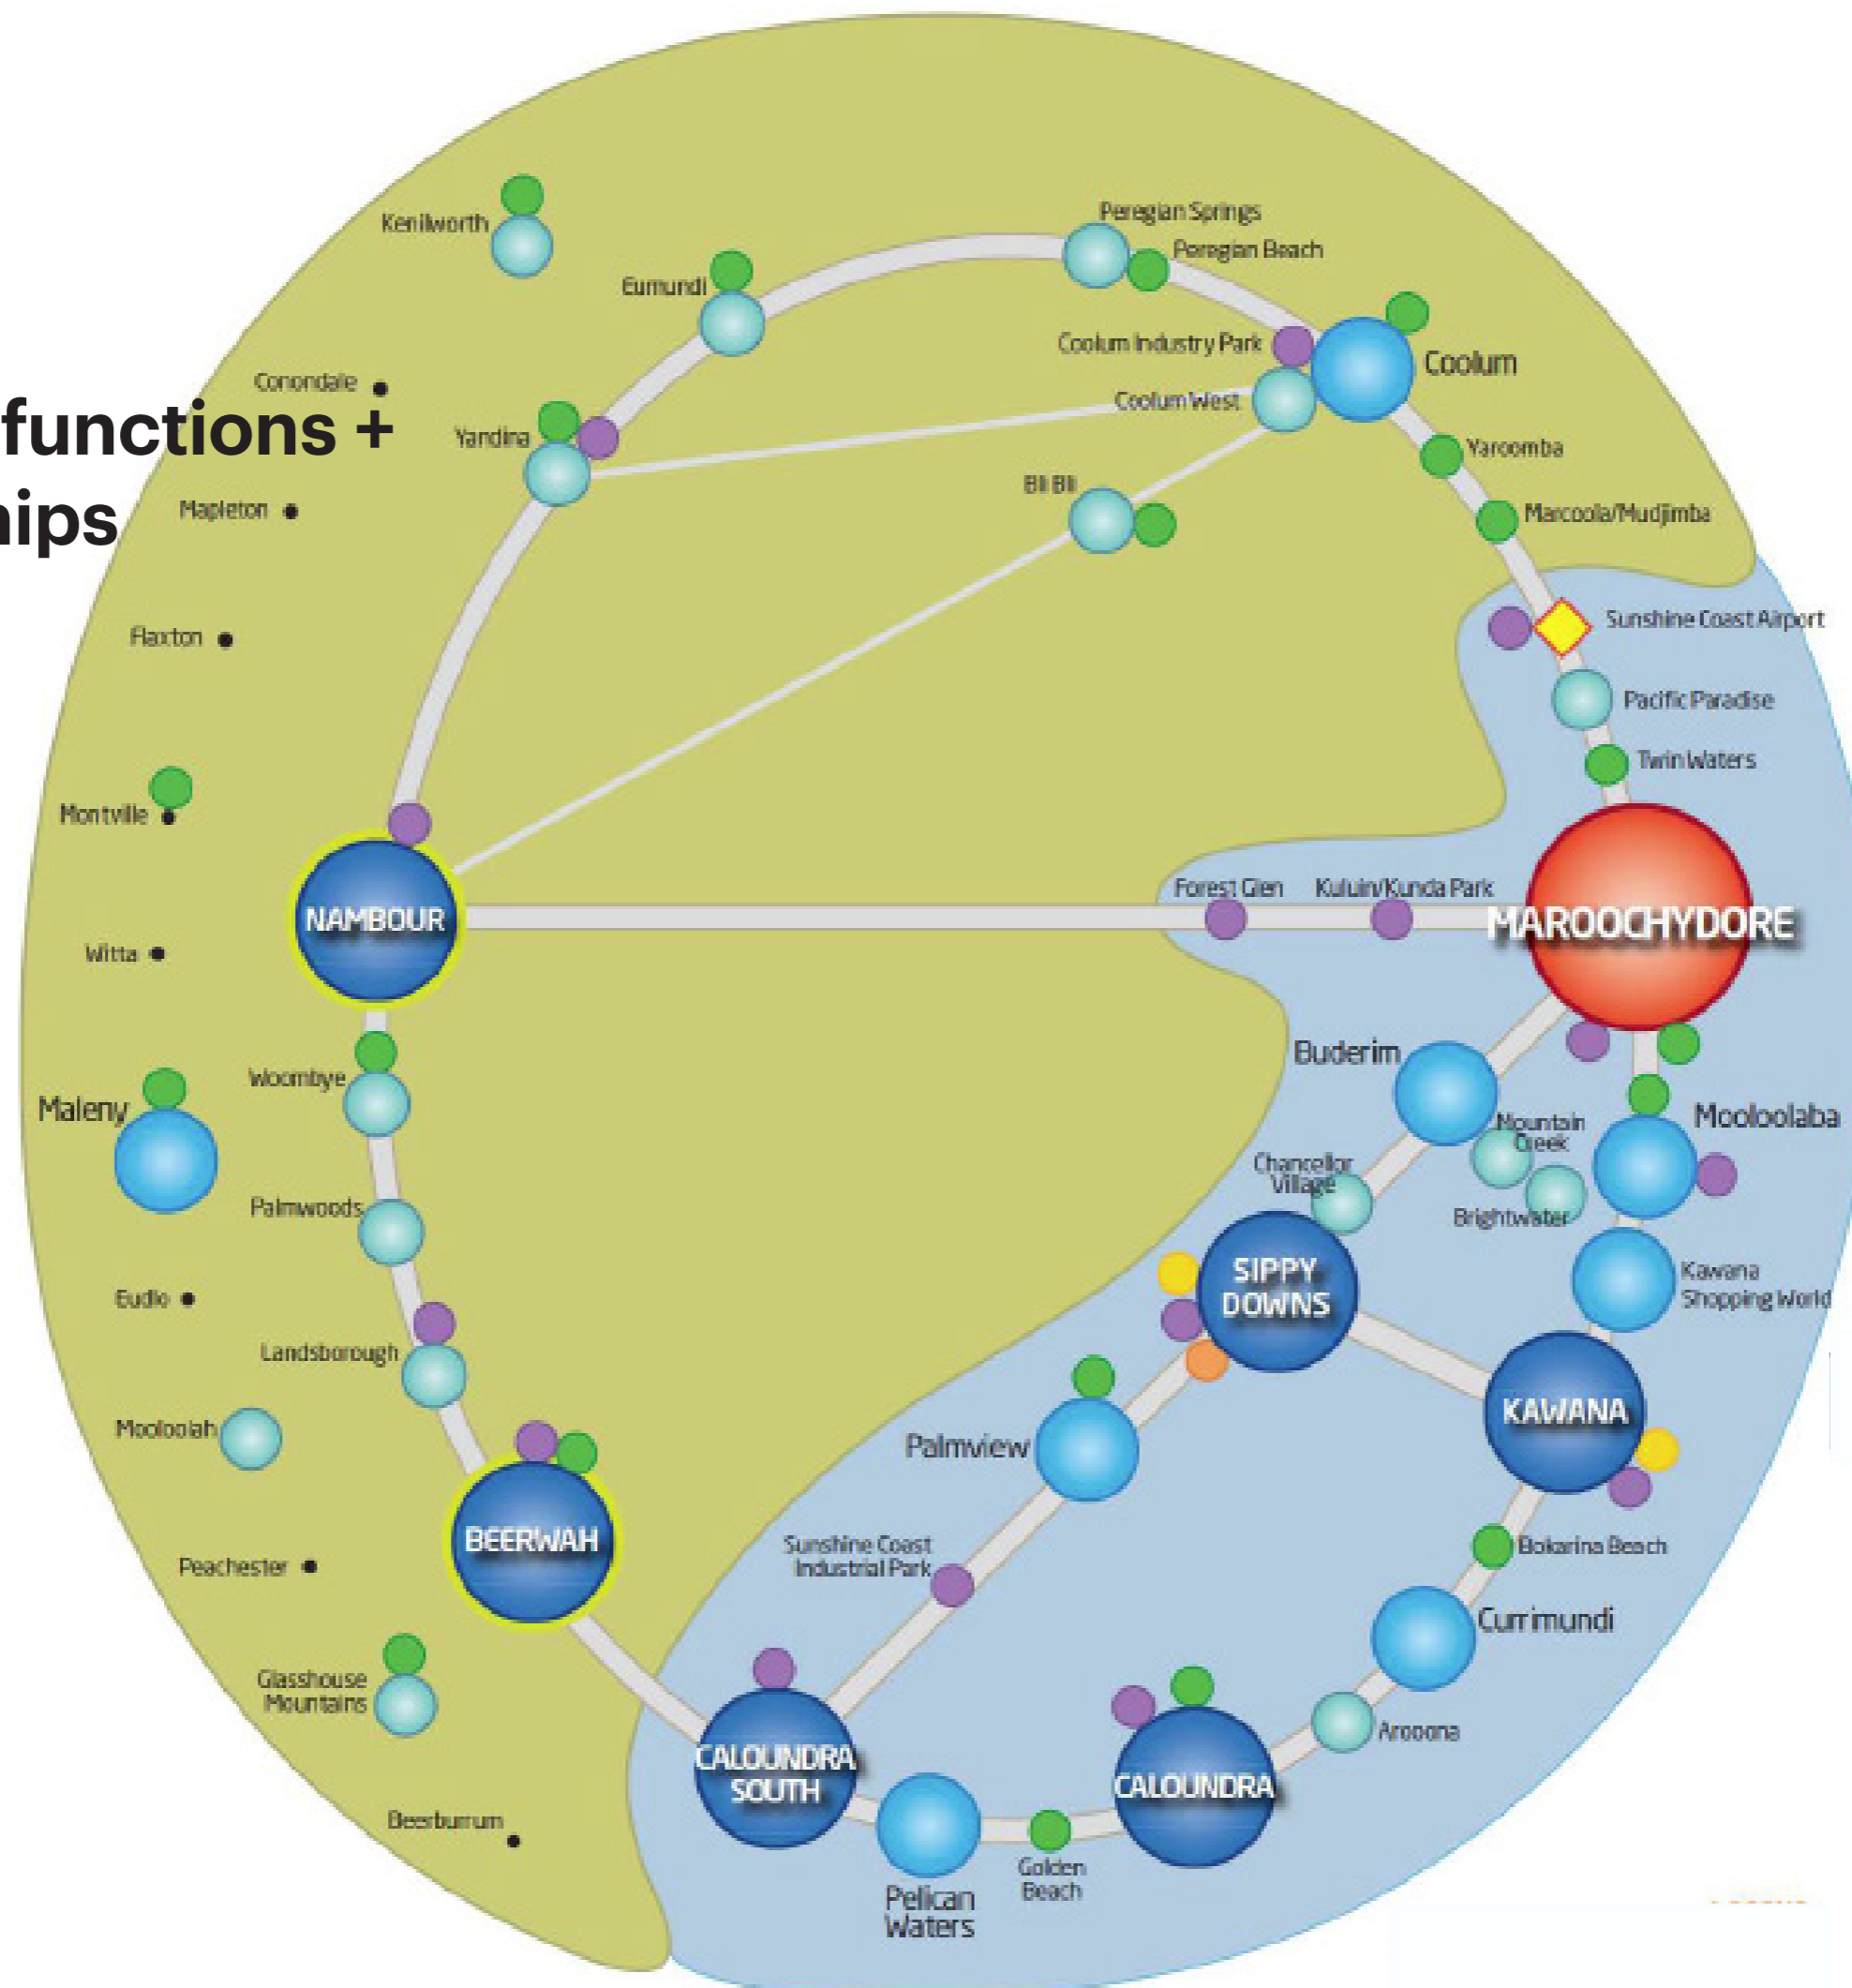 Kenilworth
Peregian Springs
Peregian Beach
Eumundi
Coolum Industry Park
Coolum
Conondale
Coolum West
functions +
Yandina
Yaroomba
Bli Bli
Mapleton
Marcoola/Mudjimba
hips
Sunshine Coast Airport
Flaxton
Pacific Paradise
Twin Waters
Montville
Forest Glen
Kuluin/Kunda Park
NAMBOUR
MAROOCHYDORE
Witta
Buderim
Woombye
Maleny
Mooloolaba
Mountain
Creek
Chancellor
Village
Palmwoods
Brightwater
SIPPY
DOWNS
Kawana
Shopping World
Eudlo
Landsborough
KAWANA
Mooloolah
Palmview
BEERWAH
Sunshine Coast
Industrial Park
Bokarina Beach
Peachester
Currimundi
Glasshouse
Mountains
Arooona
CALOUNDRA
SOUTH
CALOUNDRA
Beerburrum
Golden
Beach
Pelican
Waters